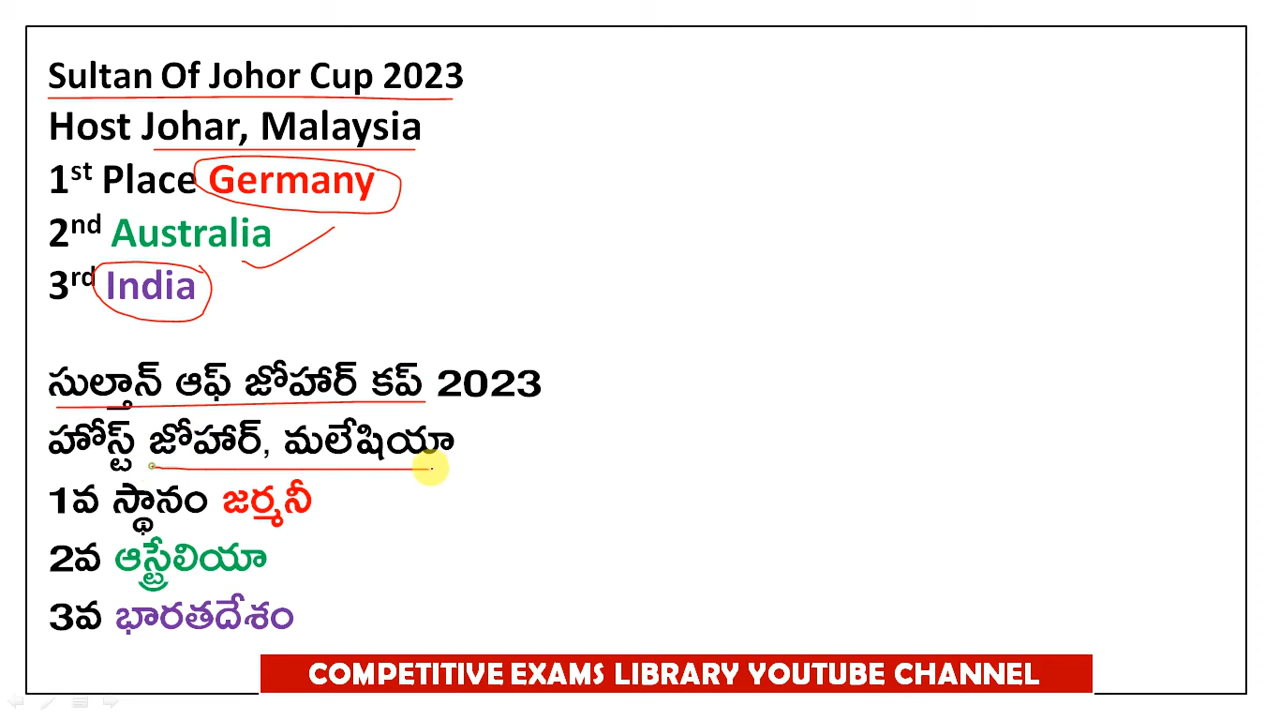 Sultan Of Johor Cup 2023
Host Johar, Malaysia
1st Place Germany
2nd Australia
3rd India
సుల్తాన్ ఆఫ్ జోహార్ కప్ 2023
హోస్ట్ జోహార్, మలేషియా
1వ స్థానం జర్మనీ
2వ ఆస్ట్రేలియా
3వ భారతదేశం
COMPETITIVE EXAMS LIBRARY YOUTUBE CHANNEL